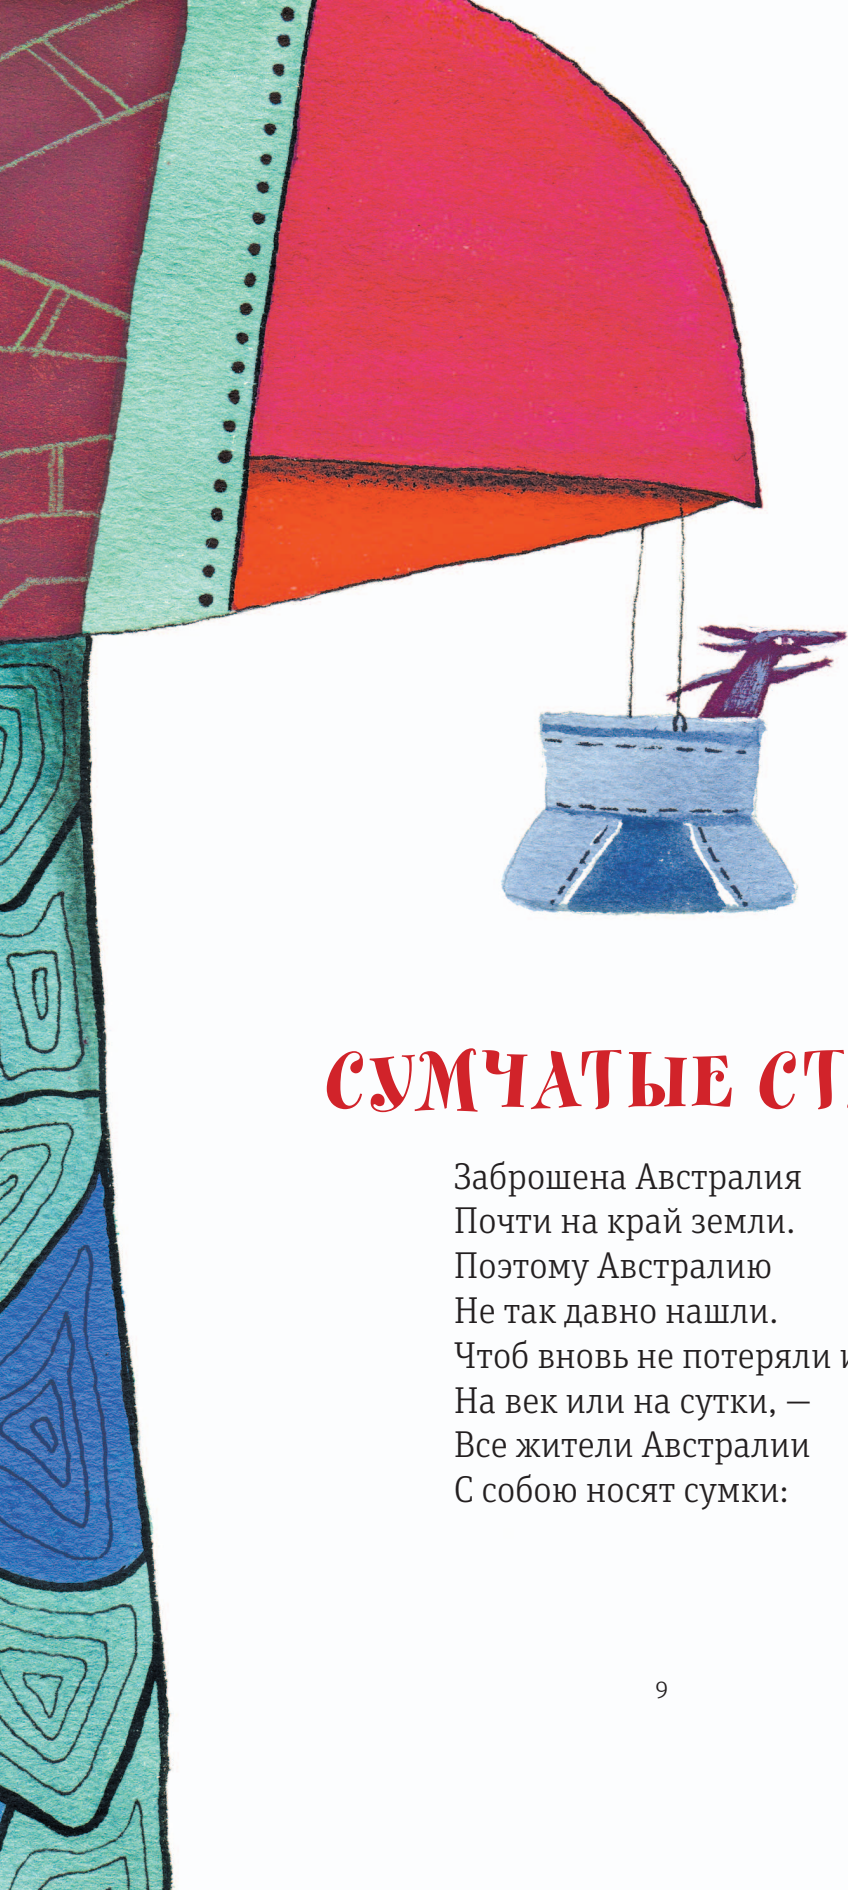 СУМЧАТЫЕ
Заброшена Австралия
Почти на край земли.
Поэтому Австралию
Не так давно нашли.
Чтоб вновь не потеряли
На век или на сутки, —
Все жители Австралии
С собою носят сумки:
9